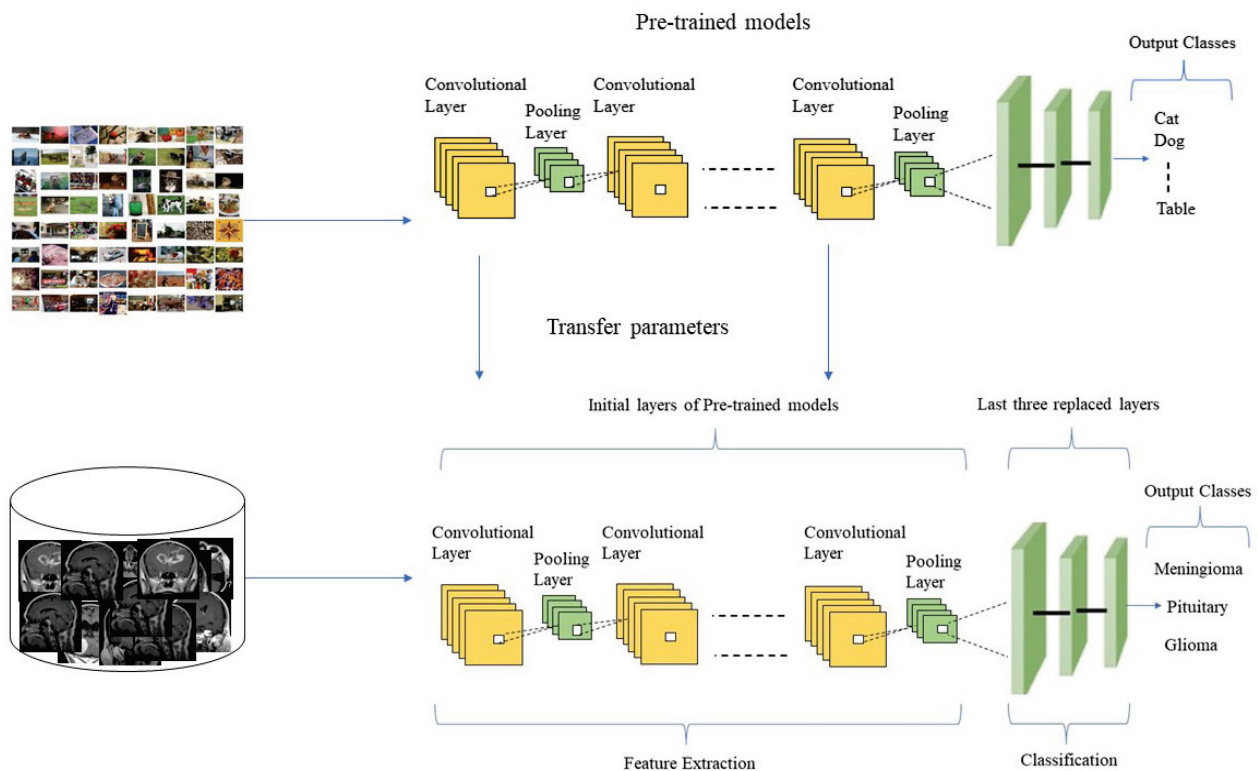 Pre-trained models
Output Classes
Convolutional
Layer
Pooling
Layer
Convolutional
Layer
Convolutional
Layer
Pooling
Layer
Cat
Dog
Table
Transfer parameters
Initial layers of Pre-trained models
Last three replaced layers
Output Classes
Convolutional
Layer
Pooling
Layer
Convolutional
Layer
Convolutional
Layer
Pooling
Layer
Meningioma
Pituitary
Glioma
Feature Extraction
Classification